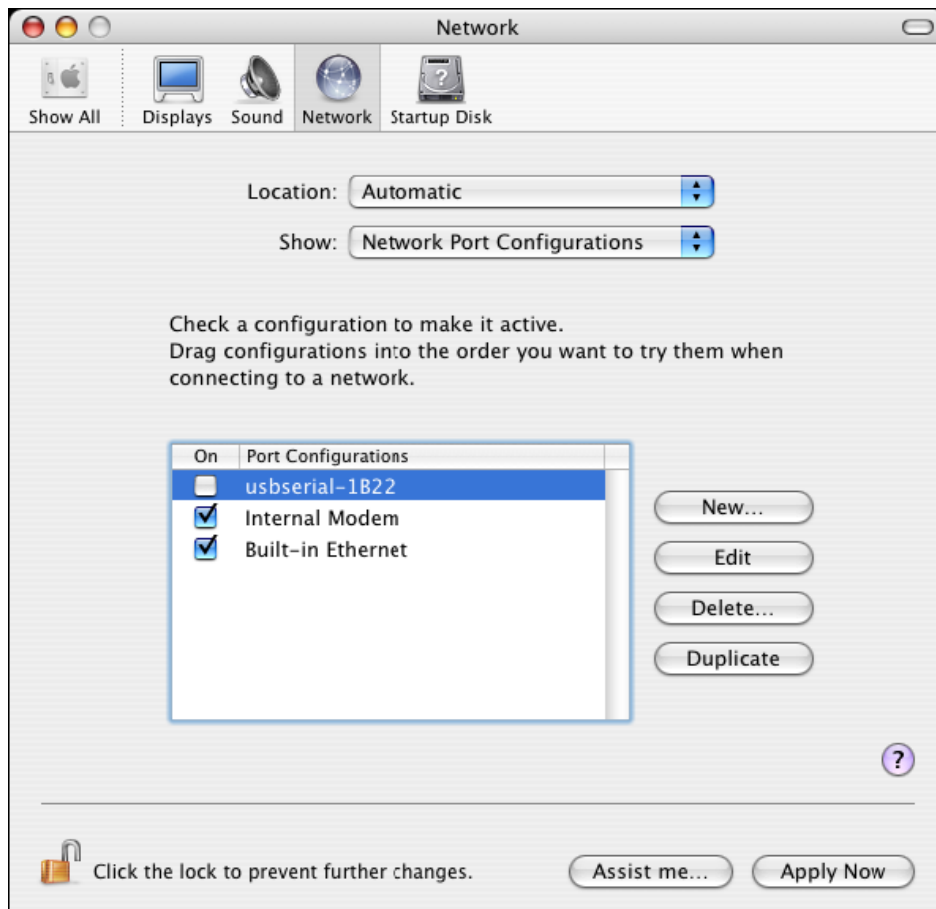 Network
Show All
Displays
Sound
Network
Startup Disk
Location: Automatic
Show: Network Port Configurations
Check a configuration to make it active.
Drag configurations into the order you want to try them when
connecting to a network.
On Port Configurations
usbserial-1B22
Internal Modem
Built-in Ethernet
New...
Edit
Delete...
Duplicate
?
Click the lock to prevent further changes.
Assist me...
Apply Now